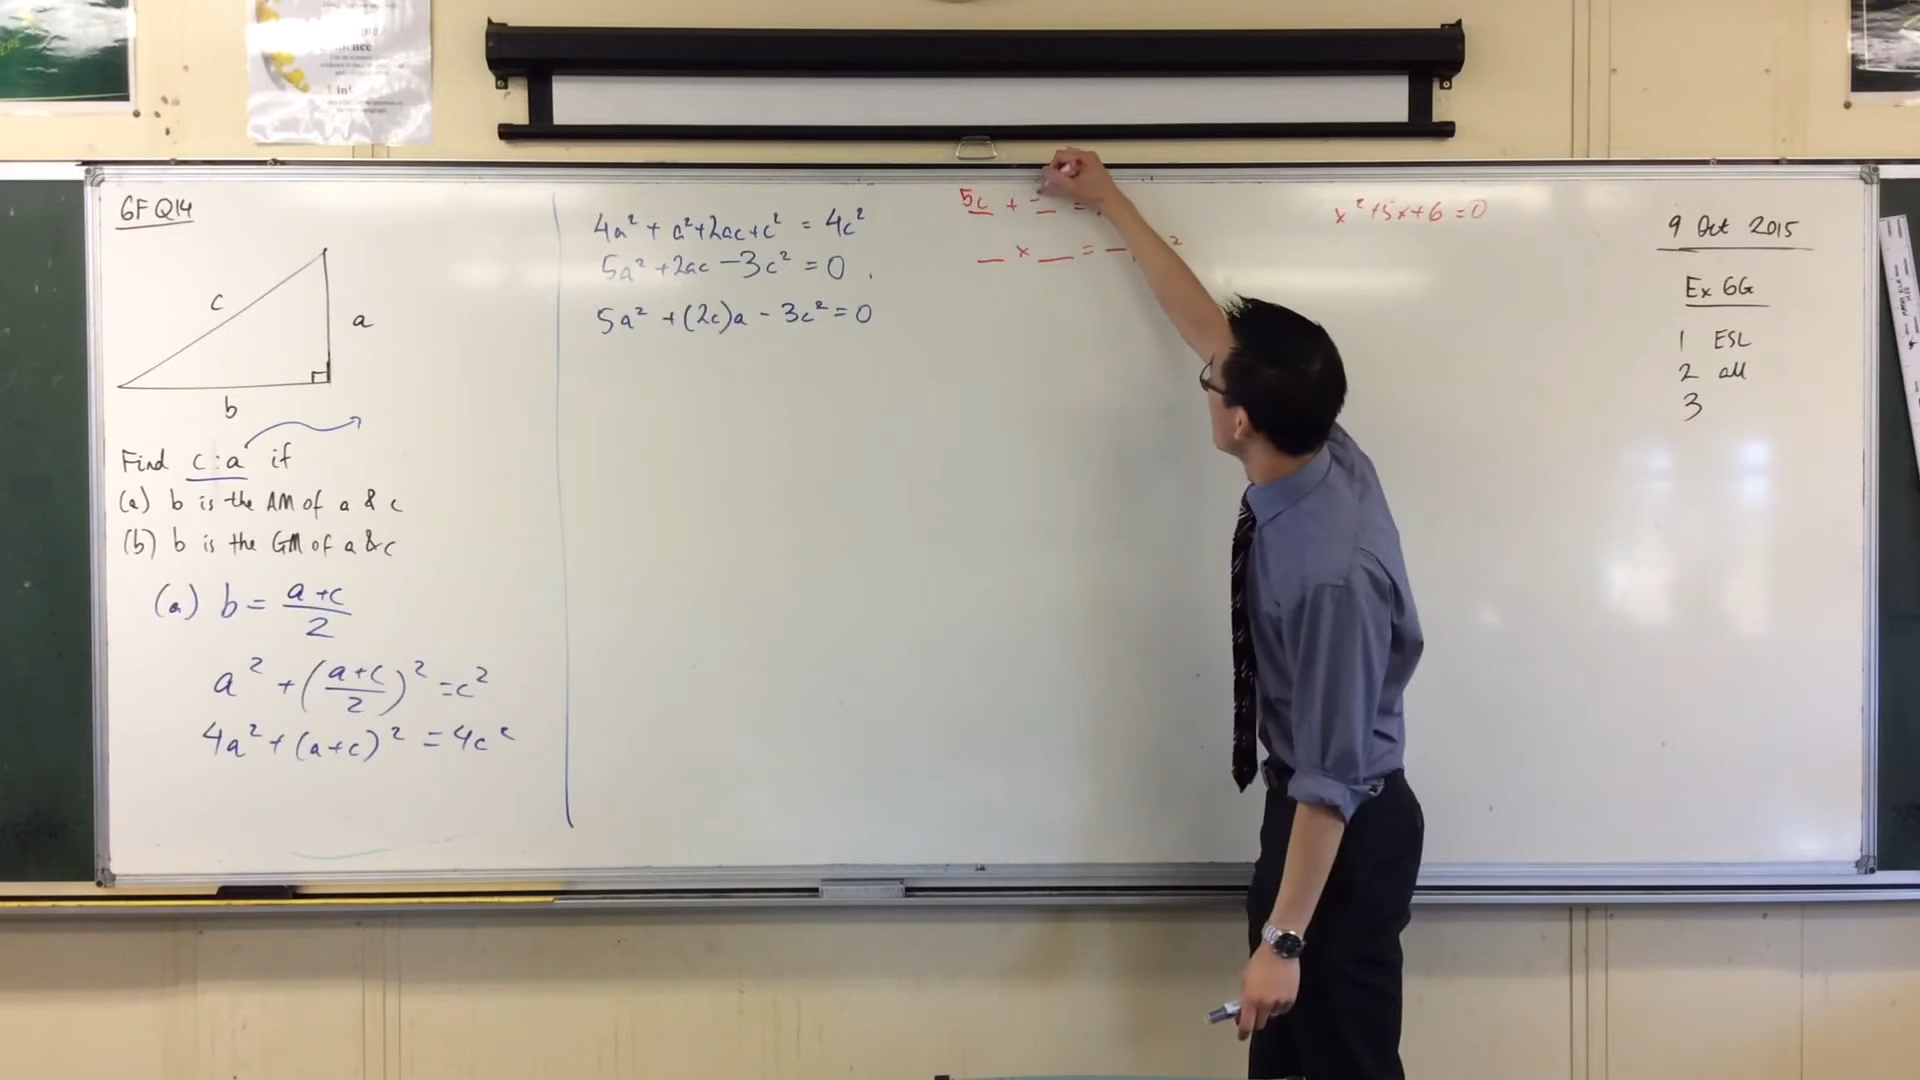 6F Q14
c
a
b
Find c : a if
(a) b is the AM of a & c
(b) b is the GM of a & c
(a) b = a+c / 2
a² + (a+c / 2)² = c²
4a² + (a+c)² = 4c²
4a² + a²+2ac+c² = 4c²
5a² + 2ac - 3c² = 0
5a² + (2c)a - 3c² = 0
5c + _ =
_ × _ = - ²
x² + 5x + 6 = 0
9 Oct 2015
Ex 6G
1 ESL
2 all
3